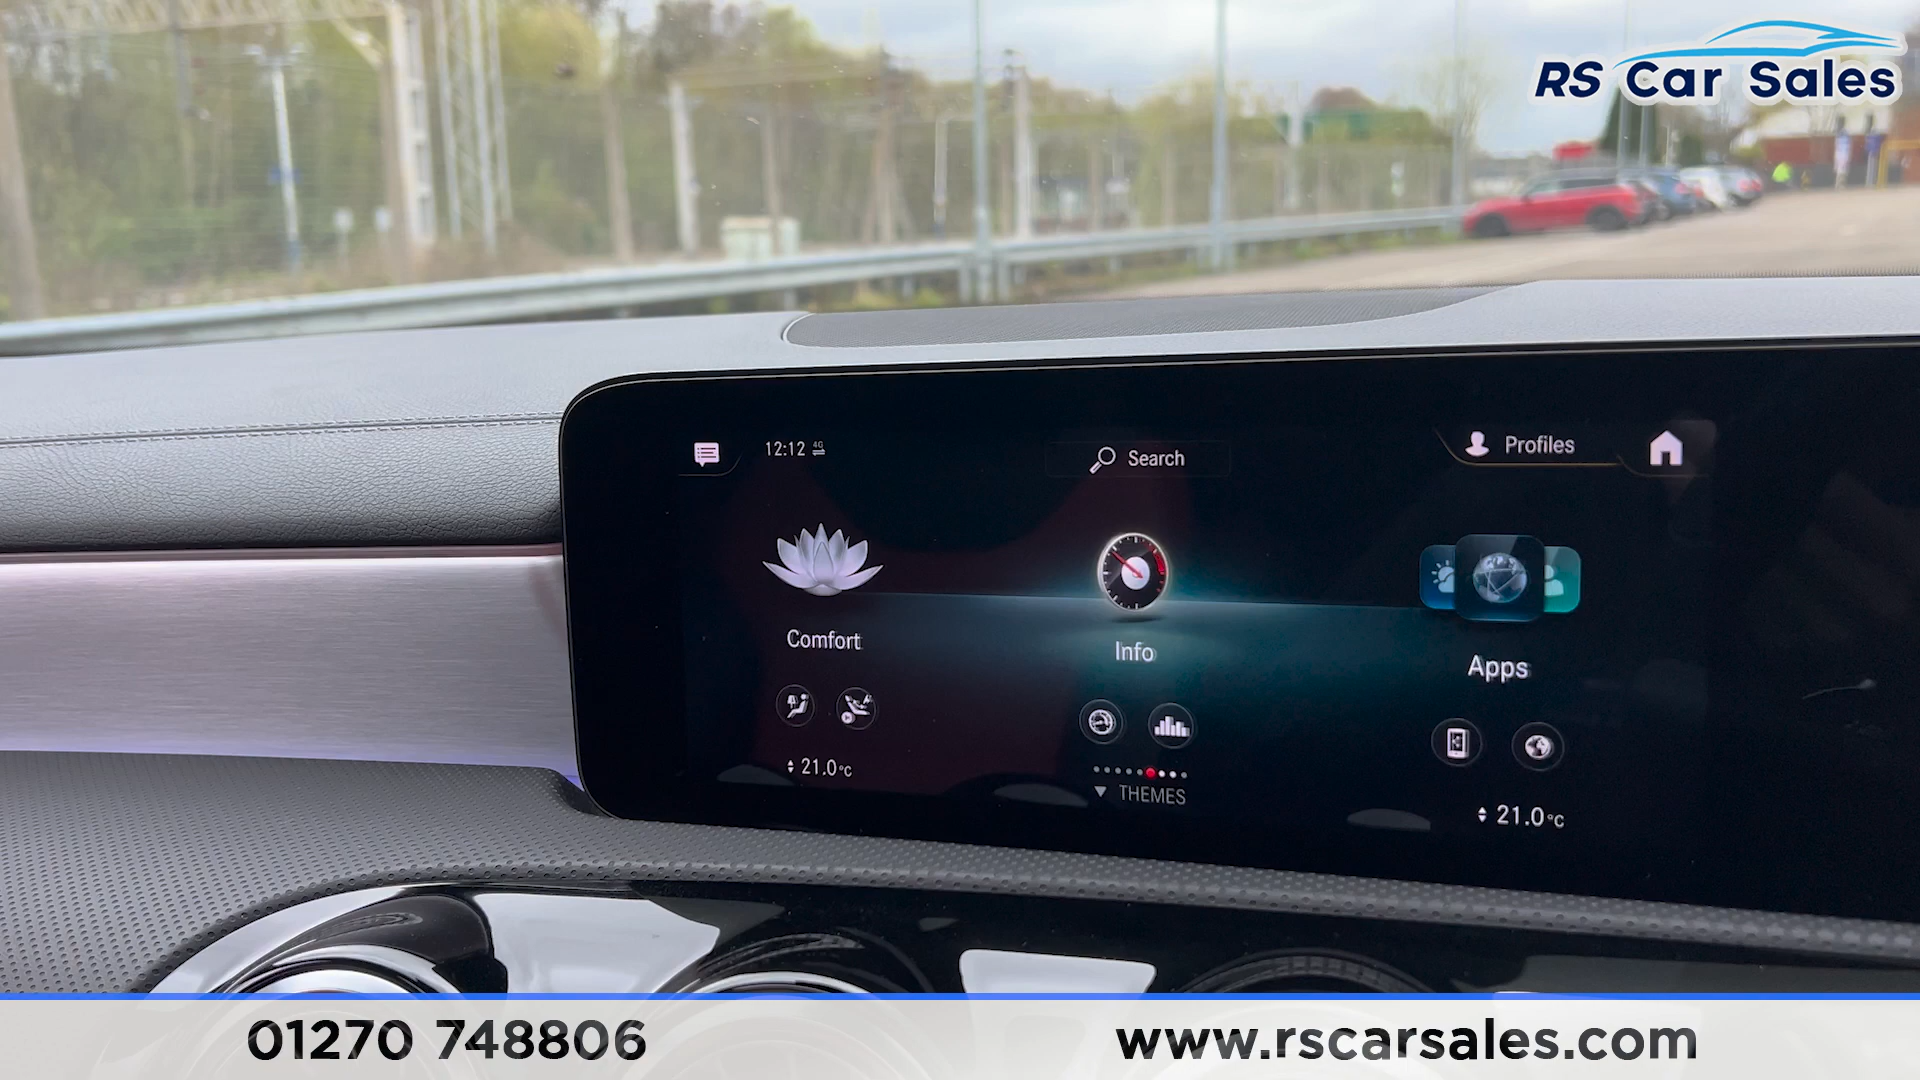 RS Car Sales
12:12 4G
Search
Profiles
Comfort
Info
Apps
21.0°C
THEMES
21.0°C
01270 748806
www.rscarsales.com